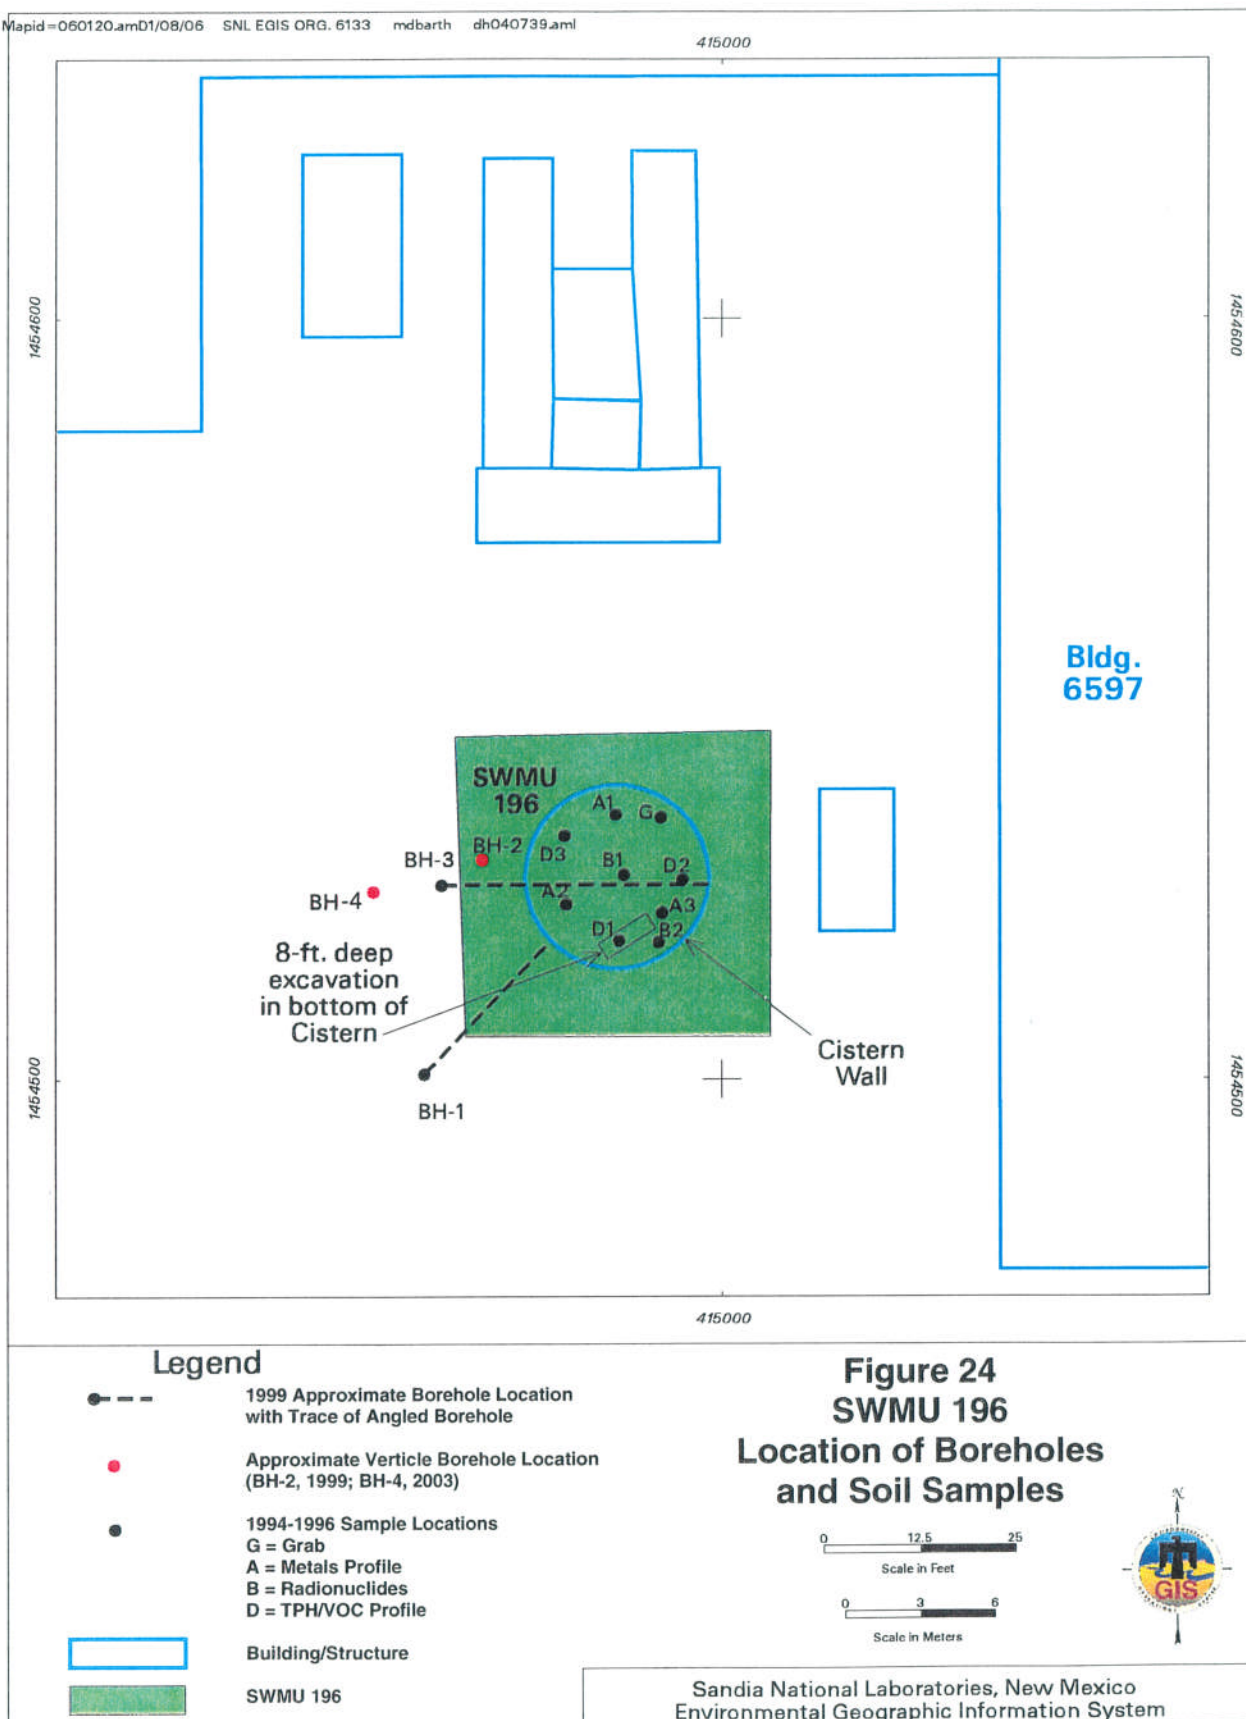 Mapid=060120.amD1/08/06 SNL EGIS ORG. 6133 mdbarth dh040739.aml
415000
1454600
1454600
Bldg.
6597
SWMU
196
A1
G
D3
BH-2
B1
D2
BH-3
BH-4
A2
A3
D1
B2
8-ft. deep
excavation
in bottom of
Cistern
Cistern
Wall
1454500
1454500
BH-1
415000
Legend
1999 Approximate Borehole Location
with Trace of Angled Borehole
Approximate Verticle Borehole Location
(BH-2, 1999; BH-4, 2003)
1994-1996 Sample Locations
G = Grab
A = Metals Profile
B = Radionuclides
D = TPH/VOC Profile
Building/Structure
SWMU 196
Figure 24
SWMU 196
Location of Boreholes
and Soil Samples
0 12.5 25
Scale in Feet
0 3 6
Scale in Meters
N
GIS
Sandia National Laboratories, New Mexico
Environmental Geographic Information System